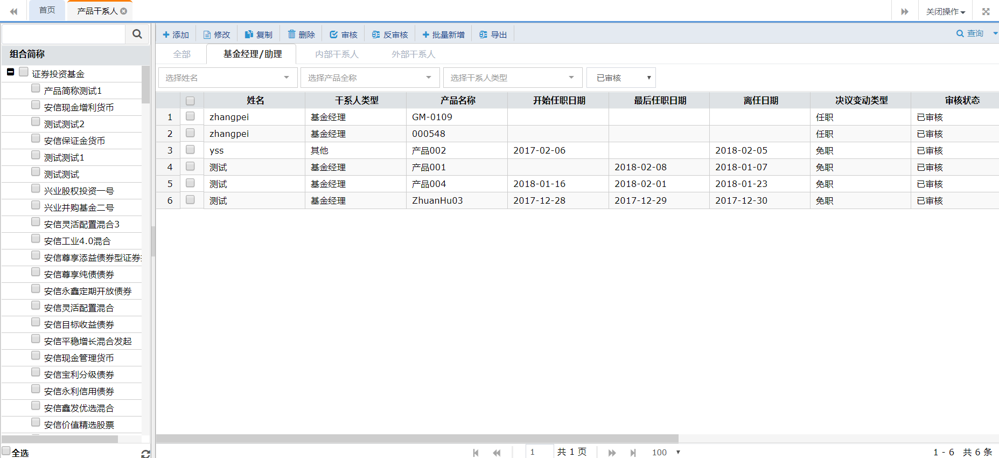 首页 产品干系人 关闭操作
添加 修改 复制 删除 审核 反审核 批量新增 导出 查询
组合简称
全部 基金经理/助理 内部干系人 外部干系人
选择姓名 选择产品全称 选择干系人类型 已审核
证券投资基金
产品简称测试1
安信现金增利货币
测试测试2
安信保证金货币
测试测试1
测试测试
兴业股权投资一号
兴业并购基金二号
安信灵活配置混合3
安信工业4.0混合
安信尊享添益债券型证券
安信尊享纯债债券
安信永鑫定期开放债券
安信灵活配置混合
安信目标收益债券
安信平稳增长混合发起
安信现金管理货币
安信宝利分级债券
安信永利信用债券
安信鑫发优选混合
安信价值精选股票
全选
姓名 干系人类型 产品名称 开始任职日期 最后任职日期 离任日期 决议变动类型 审核状态
1 zhangpei 基金经理 GM-0109 任职 已审核
2 zhangpei 基金经理 000548 任职 已审核
3 yss 其他 产品002 2017-02-06 2018-02-05 免职 已审核
4 测试 基金经理 产品001 2018-02-08 2018-01-07 免职 已审核
5 测试 基金经理 产品004 2018-01-16 2018-02-01 2018-01-23 免职 已审核
6 测试 基金经理 ZhuanHu03 2017-12-28 2017-12-29 2017-12-30 免职 已审核
1 共 1 页 100 1 - 6 共 6 条